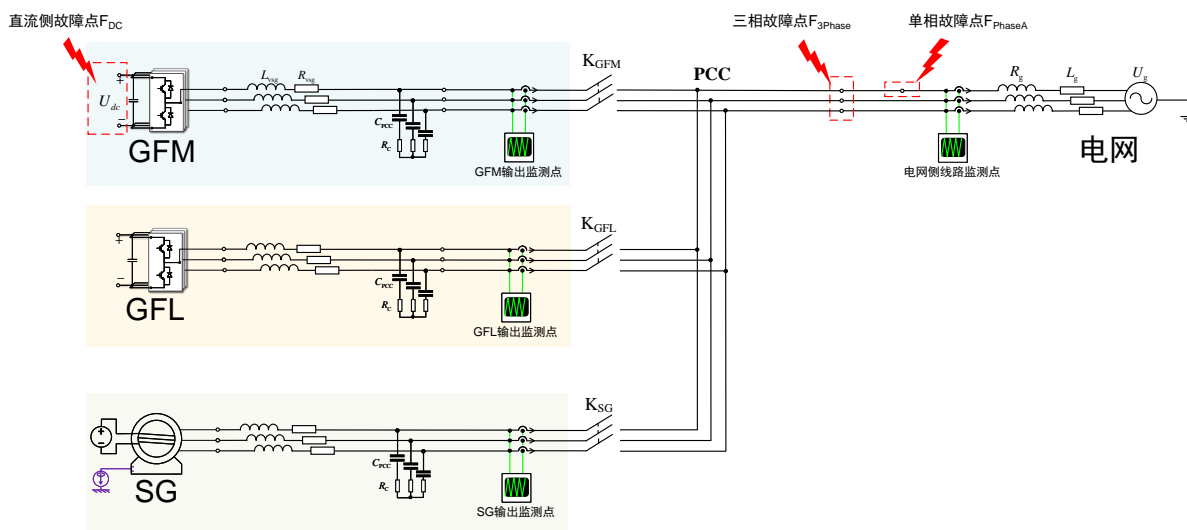 直流侧故障点F_DC
三相故障点F_3Phase
单相故障点F_PhaseA
L_vsg
R_vsg
K_GFM
PCC
R_g
L_g
U_g
+
U_dc
−
C_PCC
R_C
GFM
GFM输出监测点
电网侧线路监测点
电网
K_GFL
+
−
C_PCC
R_C
GFL
GFL输出监测点
K_SG
+
−
C_PCC
R_C
SG
SG输出监测点